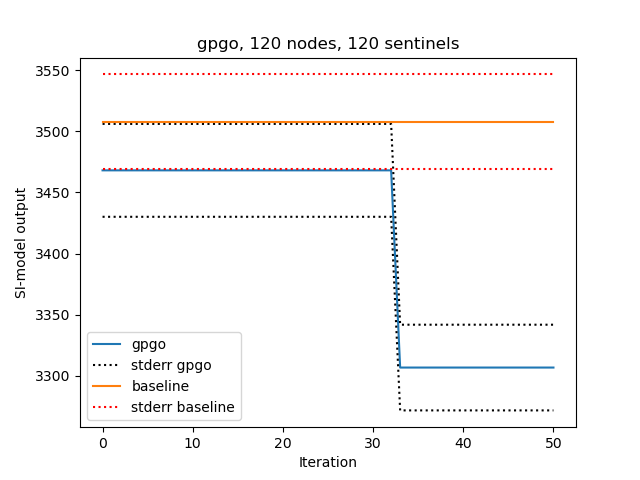 gpgo, 120 nodes, 120 sentinels
3550
3500
3450
3400
3350
3300
SI-model output
gpgo
stderr gpgo
baseline
stderr baseline
0 10 20 30 40 50
Iteration